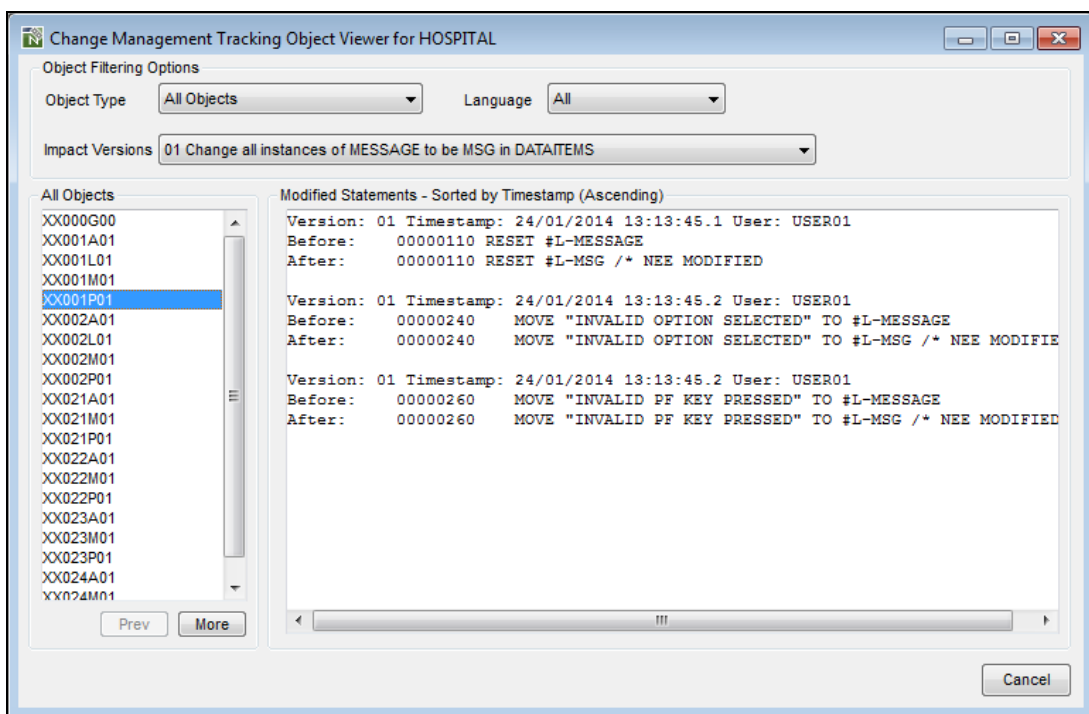 Change Management Tracking Object Viewer for HOSPITAL
Object Filtering Options
Object Type All Objects Language All
Impact Versions 01 Change all instances of MESSAGE to be MSG in DATAITEMS
All Objects
XX000G00
XX001A01
XX001L01
XX001M01
XX001P01
XX002A01
XX002L01
XX002M01
XX002P01
XX021A01
XX021M01
XX021P01
XX022A01
XX022M01
XX022P01
XX023A01
XX023M01
XX023P01
XX024A01
XX024M01
Prev More
Modified Statements - Sorted by Timestamp (Ascending)
Version: 01 Timestamp: 24/01/2014 13:13:45.1 User: USER01
Before: 00000110 RESET #L-MESSAGE
After: 00000110 RESET #L-MSG /* NEE MODIFIED
Version: 01 Timestamp: 24/01/2014 13:13:45.2 User: USER01
Before: 00000240 MOVE "INVALID OPTION SELECTED" TO #L-MESSAGE
After: 00000240 MOVE "INVALID OPTION SELECTED" TO #L-MSG /* NEE MODIFIE
Version: 01 Timestamp: 24/01/2014 13:13:45.2 User: USER01
Before: 00000260 MOVE "INVALID PF KEY PRESSED" TO #L-MESSAGE
After: 00000260 MOVE "INVALID PF KEY PRESSED" TO #L-MSG /* NEE MODIFIED
Cancel